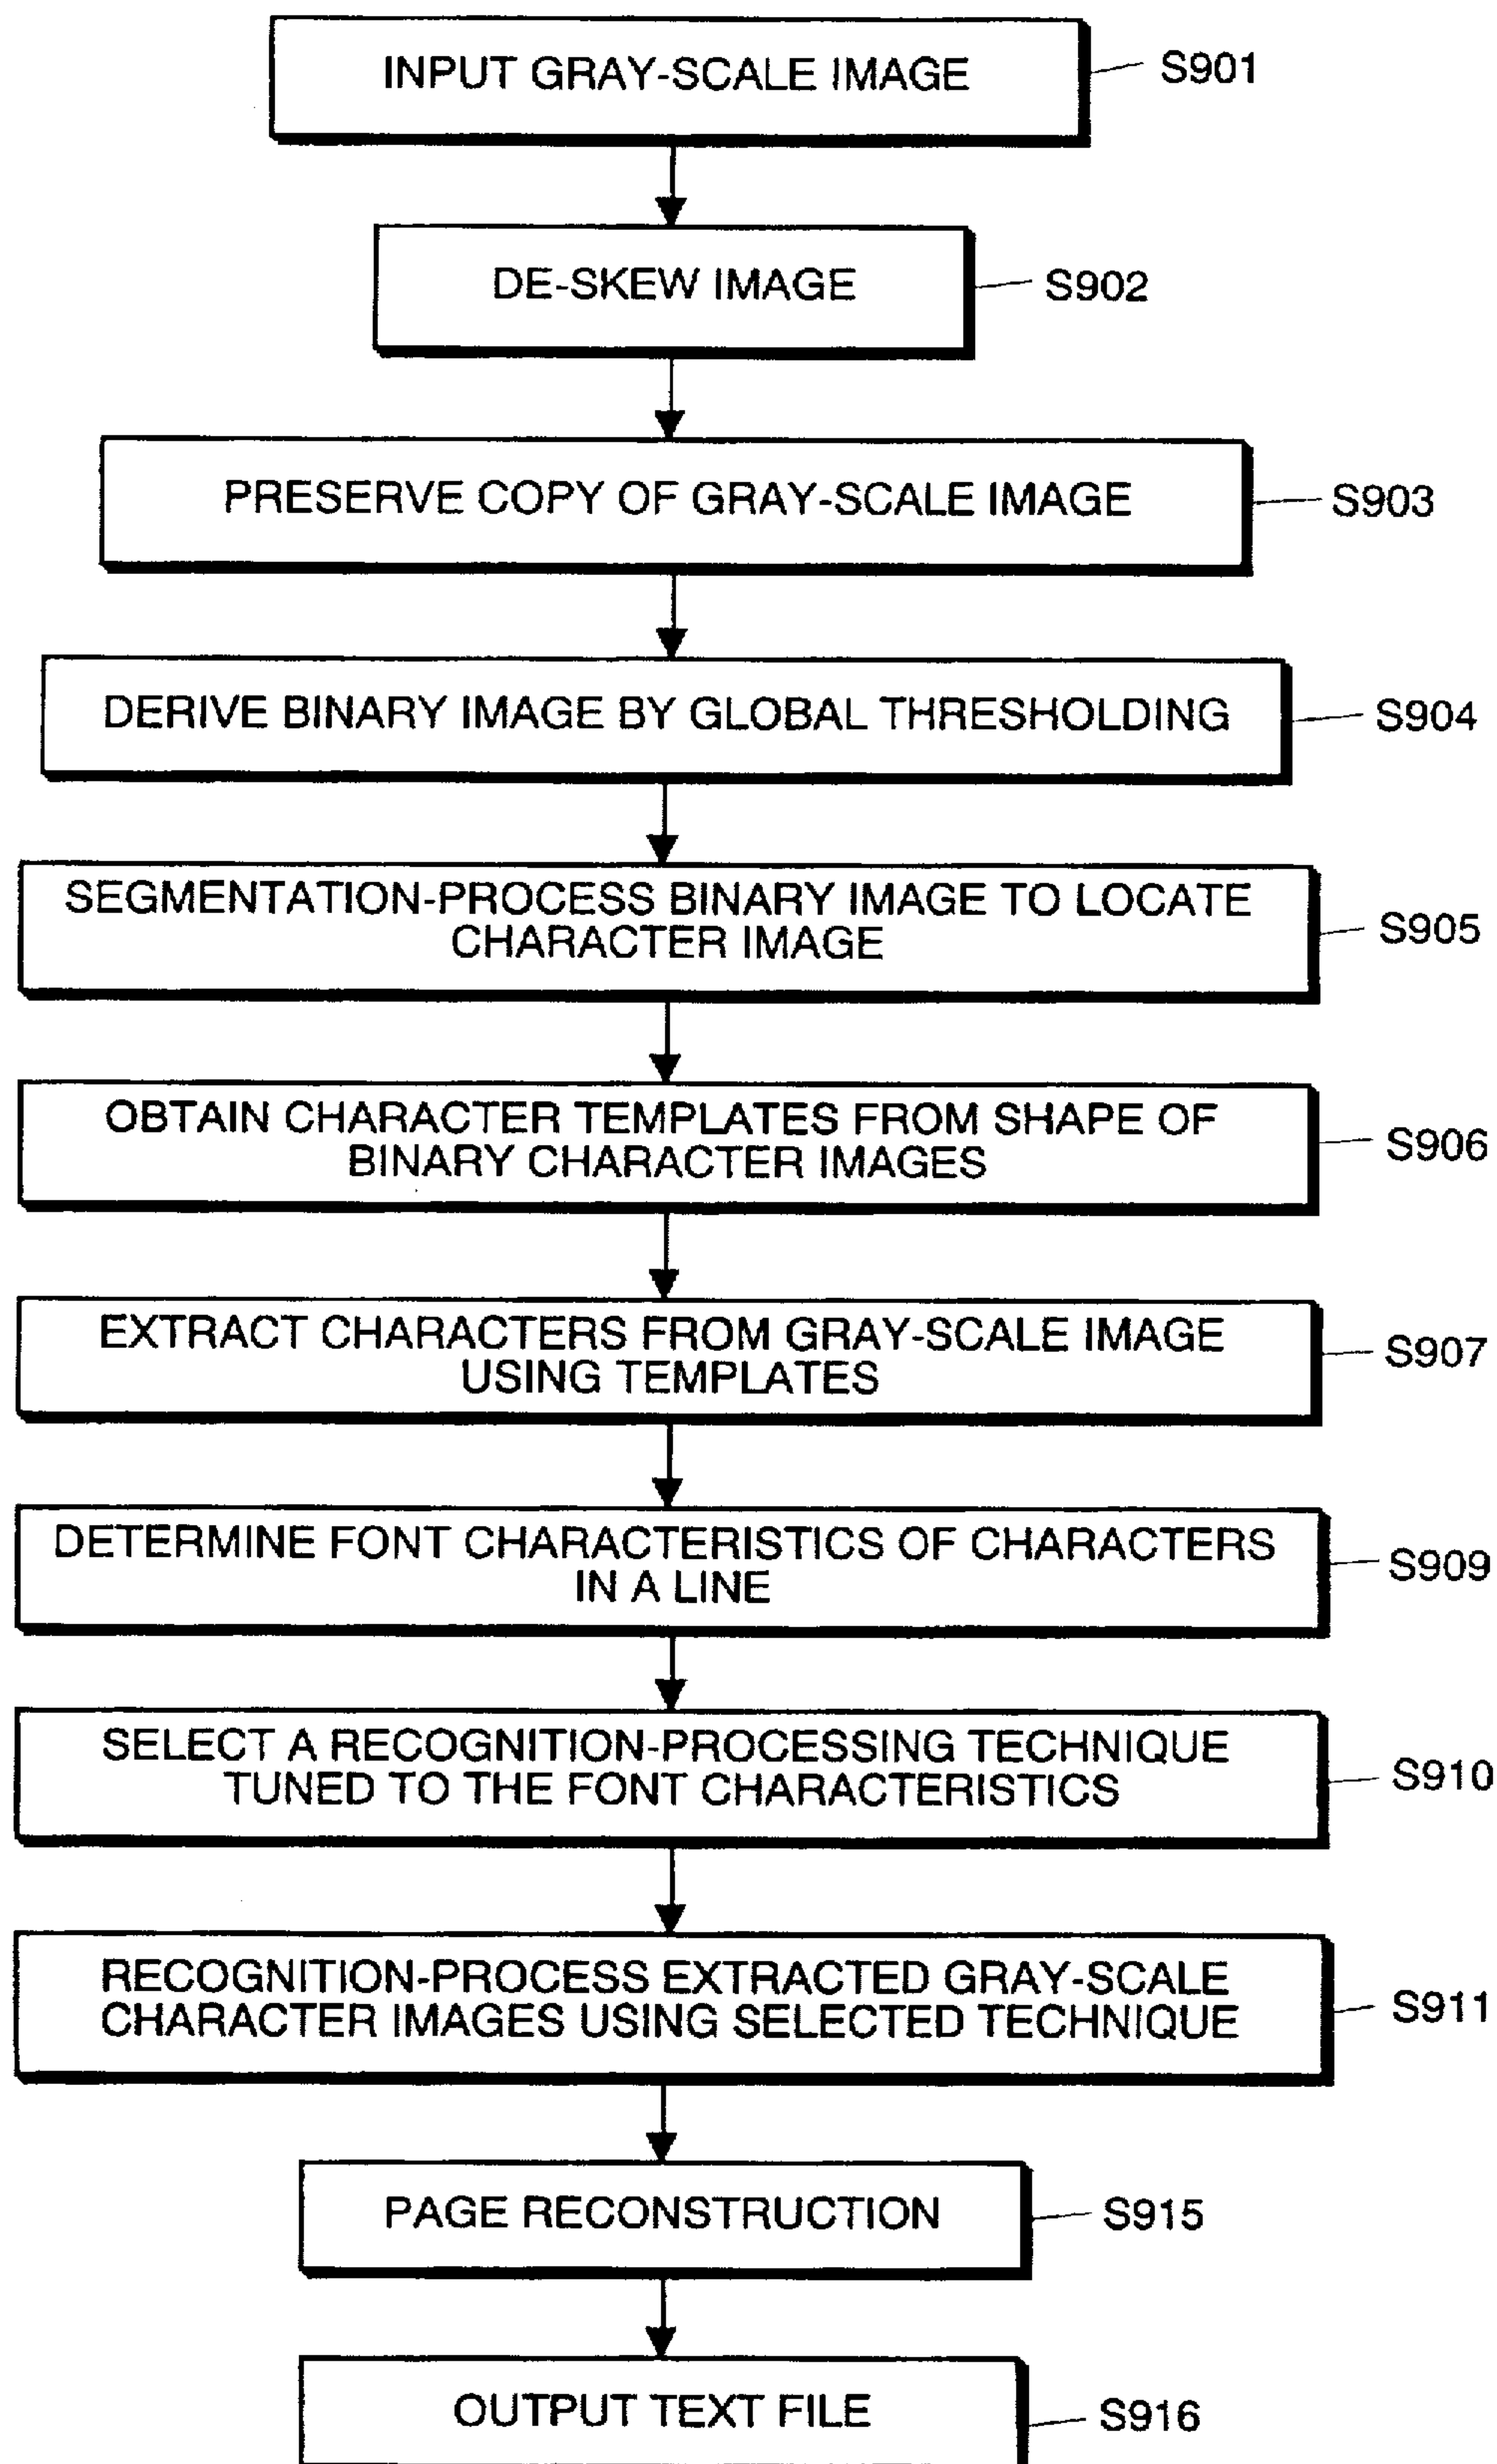 INPUT GRAY-SCALE IMAGE
S901
DE-SKEW IMAGE
S902
PRESERVE COPY OF GRAY-SCALE IMAGE
S903
DERIVE BINARY IMAGE BY GLOBAL THRESHOLDING
S904
SEGMENTATION-PROCESS BINARY IMAGE TO LOCATE
CHARACTER IMAGE
S905
OBTAIN CHARACTER TEMPLATES FROM SHAPE OF
BINARY CHARACTER IMAGES
S906
EXTRACT CHARACTERS FROM GRAY-SCALE IMAGE
USING TEMPLATES
S907
DETERMINE FONT CHARACTERISTICS OF CHARACTERS
IN A LINE
S909
SELECT A RECOGNITION-PROCESSING TECHNIQUE
TUNED TO THE FONT CHARACTERISTICS
S910
RECOGNITION-PROCESS EXTRACTED GRAY-SCALE
CHARACTER IMAGES USING SELECTED TECHNIQUE
S911
PAGE RECONSTRUCTION
S915
OUTPUT TEXT FILE
S916